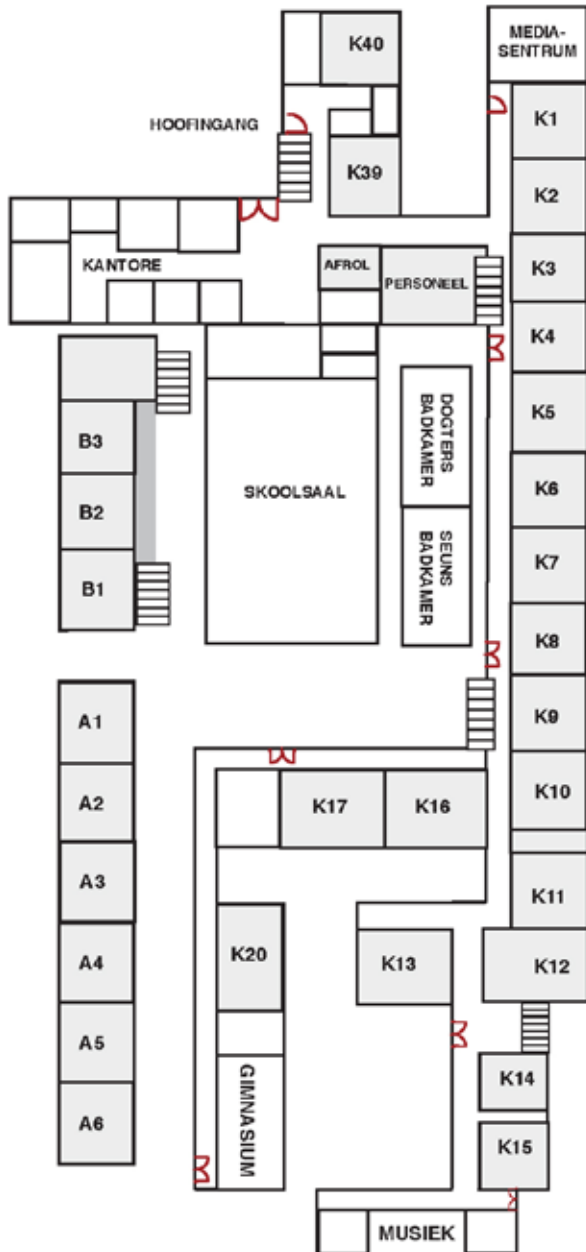 K40
MEDIA-
SENTRUM
HOOFINGANG
K1
K39
K2
KANTORE
AFROL
PERSONEEL
K3
K4
B3
DOGTERS
BADKAMER
K5
B2
SKOOLSAAL
K6
B1
SEUNS
BADKAMER
K7
K8
A1
K9
A2
K17
K16
K10
A3
K11
A4
K20
K13
K12
A5
K14
A6
GIMNASIUM
K15
MUSIEK